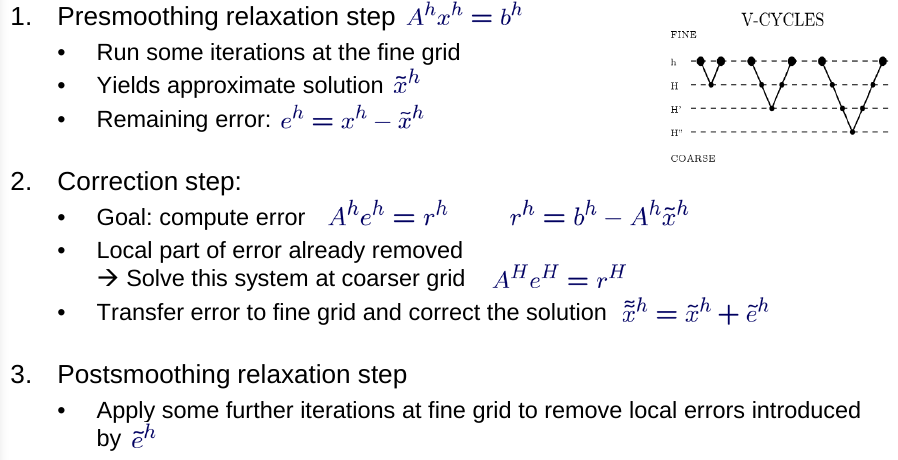 1. Presmoothing relaxation step $A^h x^h = b^h$
• Run some iterations at the fine grid
• Yields approximate solution $\tilde{x}^h$
• Remaining error: $e^h = x^h - \tilde{x}^h$
V-CYCLES
FINE
h
H
H'
H"
COARSE
2. Correction step:
• Goal: compute error $A^h e^h = r^h$ $r^h = b^h - A^h \tilde{x}^h$
• Local part of error already removed
→ Solve this system at coarser grid $A^H e^H = r^H$
• Transfer error to fine grid and correct the solution $\tilde{\tilde{x}}^h = \tilde{x}^h + \tilde{e}^h$
3. Postsmoothing relaxation step
• Apply some further iterations at fine grid to remove local errors introduced
by $\tilde{e}^h$